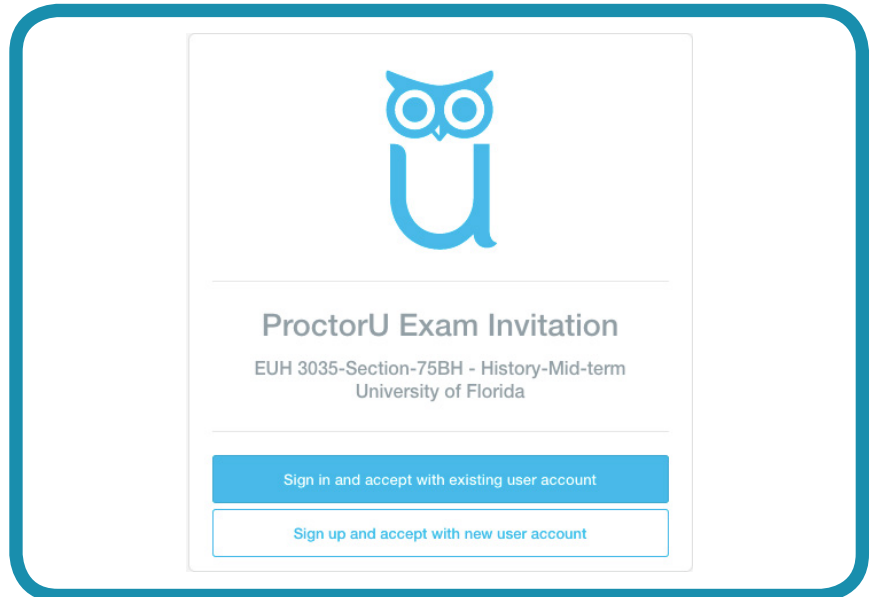 ProctorU Exam Invitation
EUH 3035-Section-75BH - History-Mid-term
University of Florida
Sign in and accept with existing user account
Sign up and accept with new user account